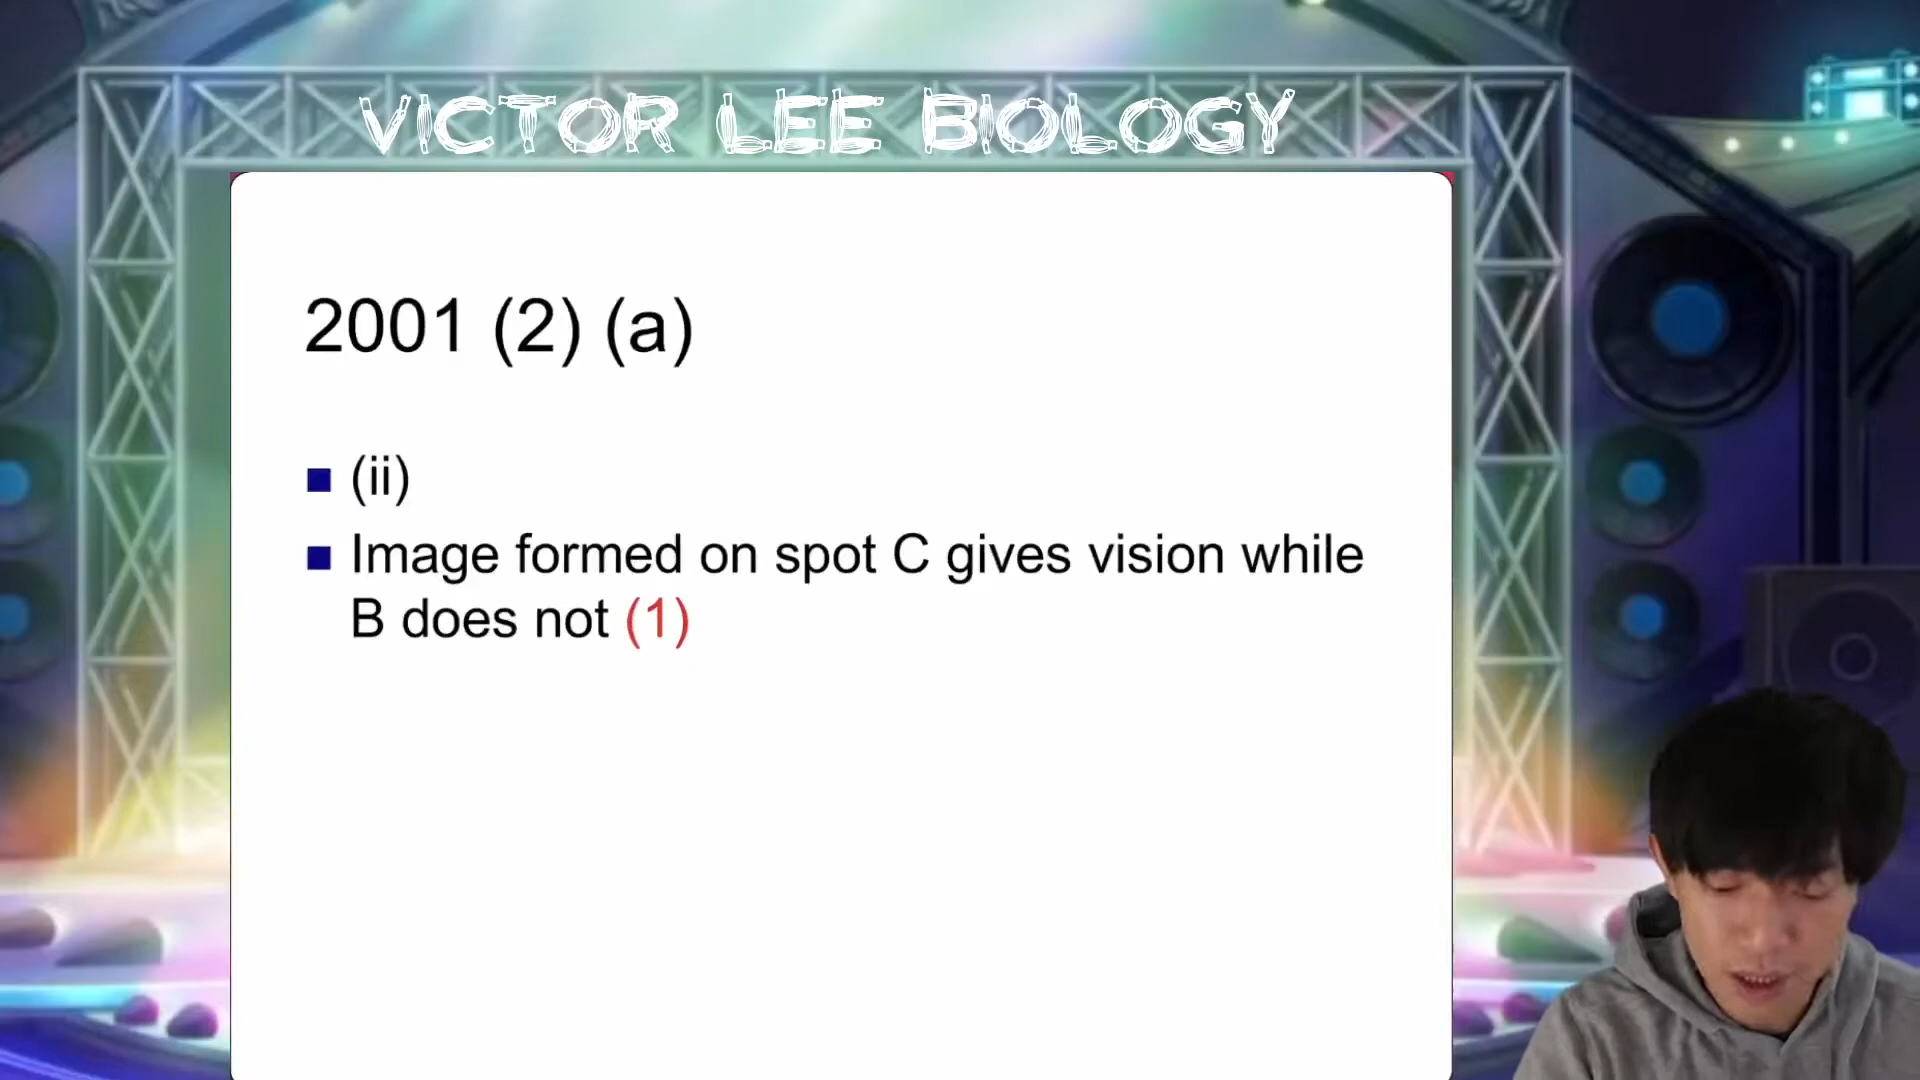 VICTOR LEE BIOLOGY
2001 (2) (a)
(ii)
Image formed on spot C gives vision while
B does not (1)